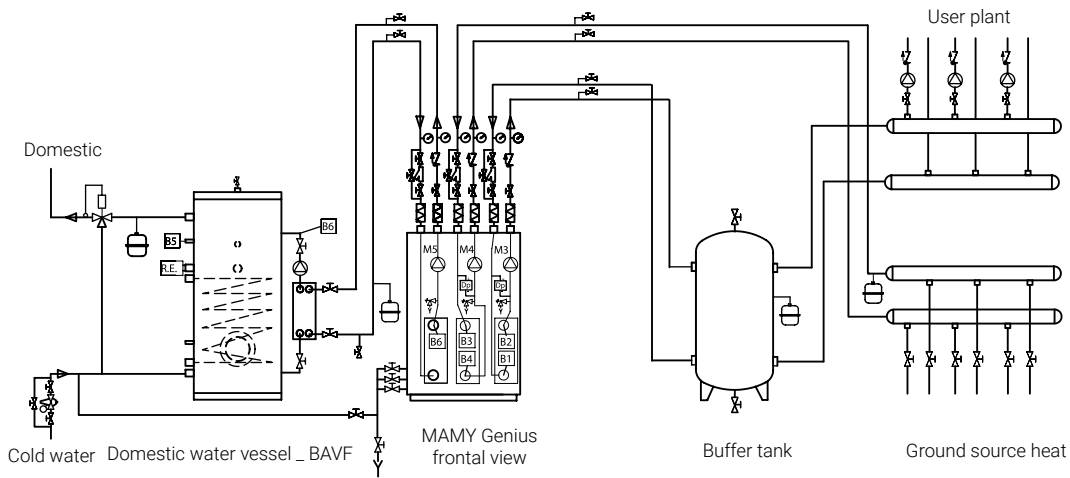 User plant
Domestic
B6
B5
R.E.
M5
M4
M3
Dp
Dp
B6
B3
B2
B4
B1
Cold water
Domestic water vessel _ BAVF
MAMY Genius
frontal view
Buffer tank
Ground source heat